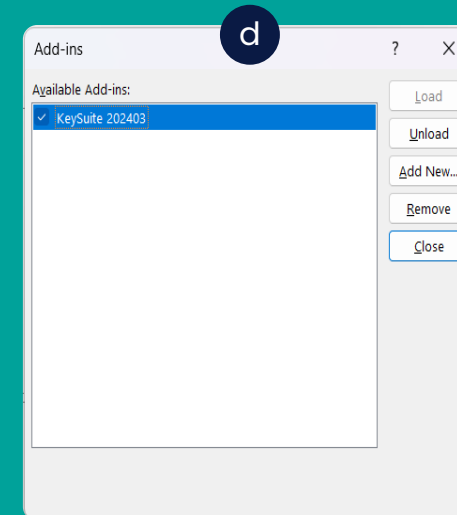 d
Add-ins ? X
Available Add-ins:
KeySuite 202403
Load
Unload
Add New...
Remove
Close